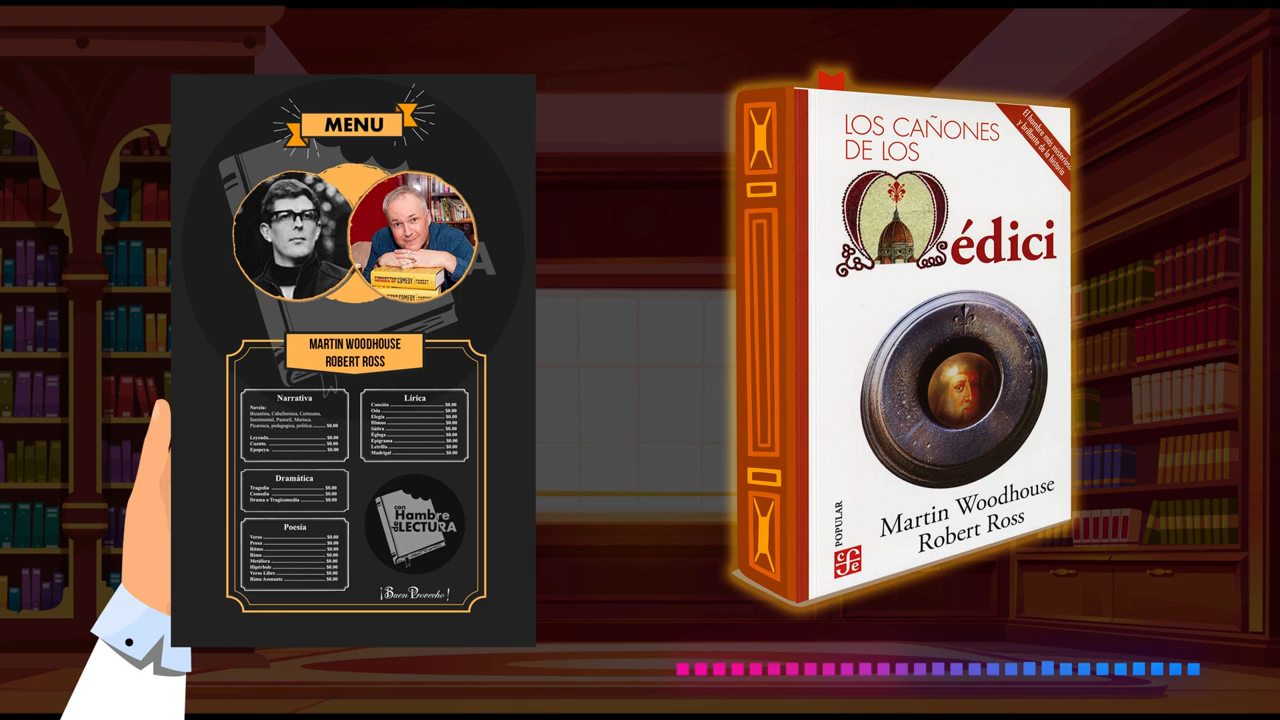 MENU
MARTIN WOODHOUSE
ROBERT ROSS
Narrativa
Novela:
Bizantina, Caballeresca, Cortesana,
Sentimental, Pastoril, Morisca,
Picaresca, pedagogica, politica $0.00
Leyenda $0.00
Cuento. $0.00
Epopeya. $0.00
Lírica
Canción $0.00
Oda $0.00
Elegía $0.00
Himno $0.00
Sátira $0.00
Égloga $0.00
Epigrama $0.00
Letrilla $0.00
Madrigal $0.00
Dramática
Tragedia $0.00
Comedia $0.00
Drama o Tragicomedia $0.00
Poesía
Verso $0.00
Prosa $0.00
Ritmo $0.00
Rima $0.00
Metáfora $0.00
Hipérbole $0.00
Verso Libre $0.00
Rima Asonante $0.00
con
Hambre
de LECTURA
¡Buen Provecho!
LOS CAÑONES
DE LOS
Médici
El hombre más misterioso
y brillante de la historia
Martin Woodhouse
Robert Ross
POPULAR
cfe